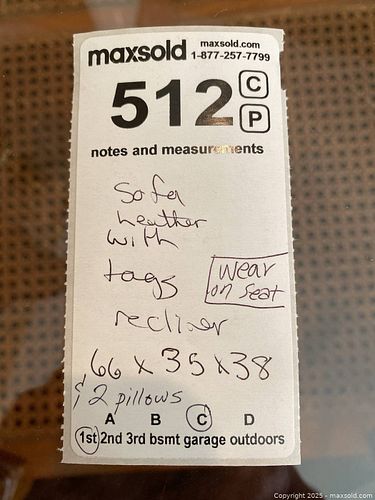 maxsold maxsold.com
1-877-257-7799
512 C
P
notes and measurements
Sofa
leather
with
tags
wear
on seat
recliner
66 x 35 x 38
& 2 pillows
A B C D
1st 2nd 3rd bsmt garage outdoors
Copyright 2025 - maxsold.com